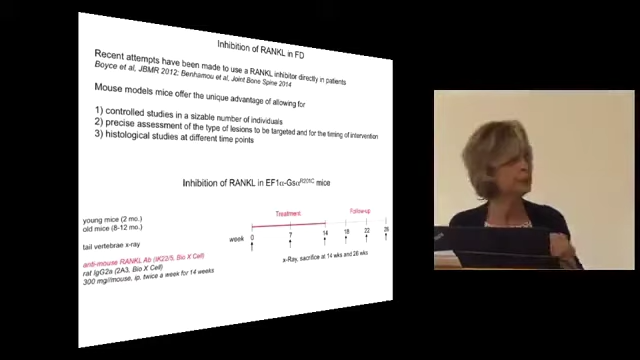 Inhibition of RANKL in FD
Recent attempts have been made to use a RANKL inhibitor directly in patients
Boyce et al, JBMR 2012; Benhamou et al, Joint Bone Spine 2014
Mouse models mice offer the unique advantage of allowing for
1) controlled studies in a sizable number of individuals
2) precise assessment of the type of lesions to be targeted and for the timing of intervention
3) histological studies at different time points
Inhibition of RANKL in EF1α-GsαR201C mice
young mice (2 mo.)
old mice (8-12 mo.)
tail vertebrae x-ray
anti-mouse RANKL Ab (IK22/5, Bio X Cell)
rat IgG2a (2A3, Bio X Cell)
300 mg//mouse, ip, twice a week for 14 weeks
Treatment Follow-up
week 0 7 14 18 22 26
x-Ray, sacrifice at 14 wks and 26 wks